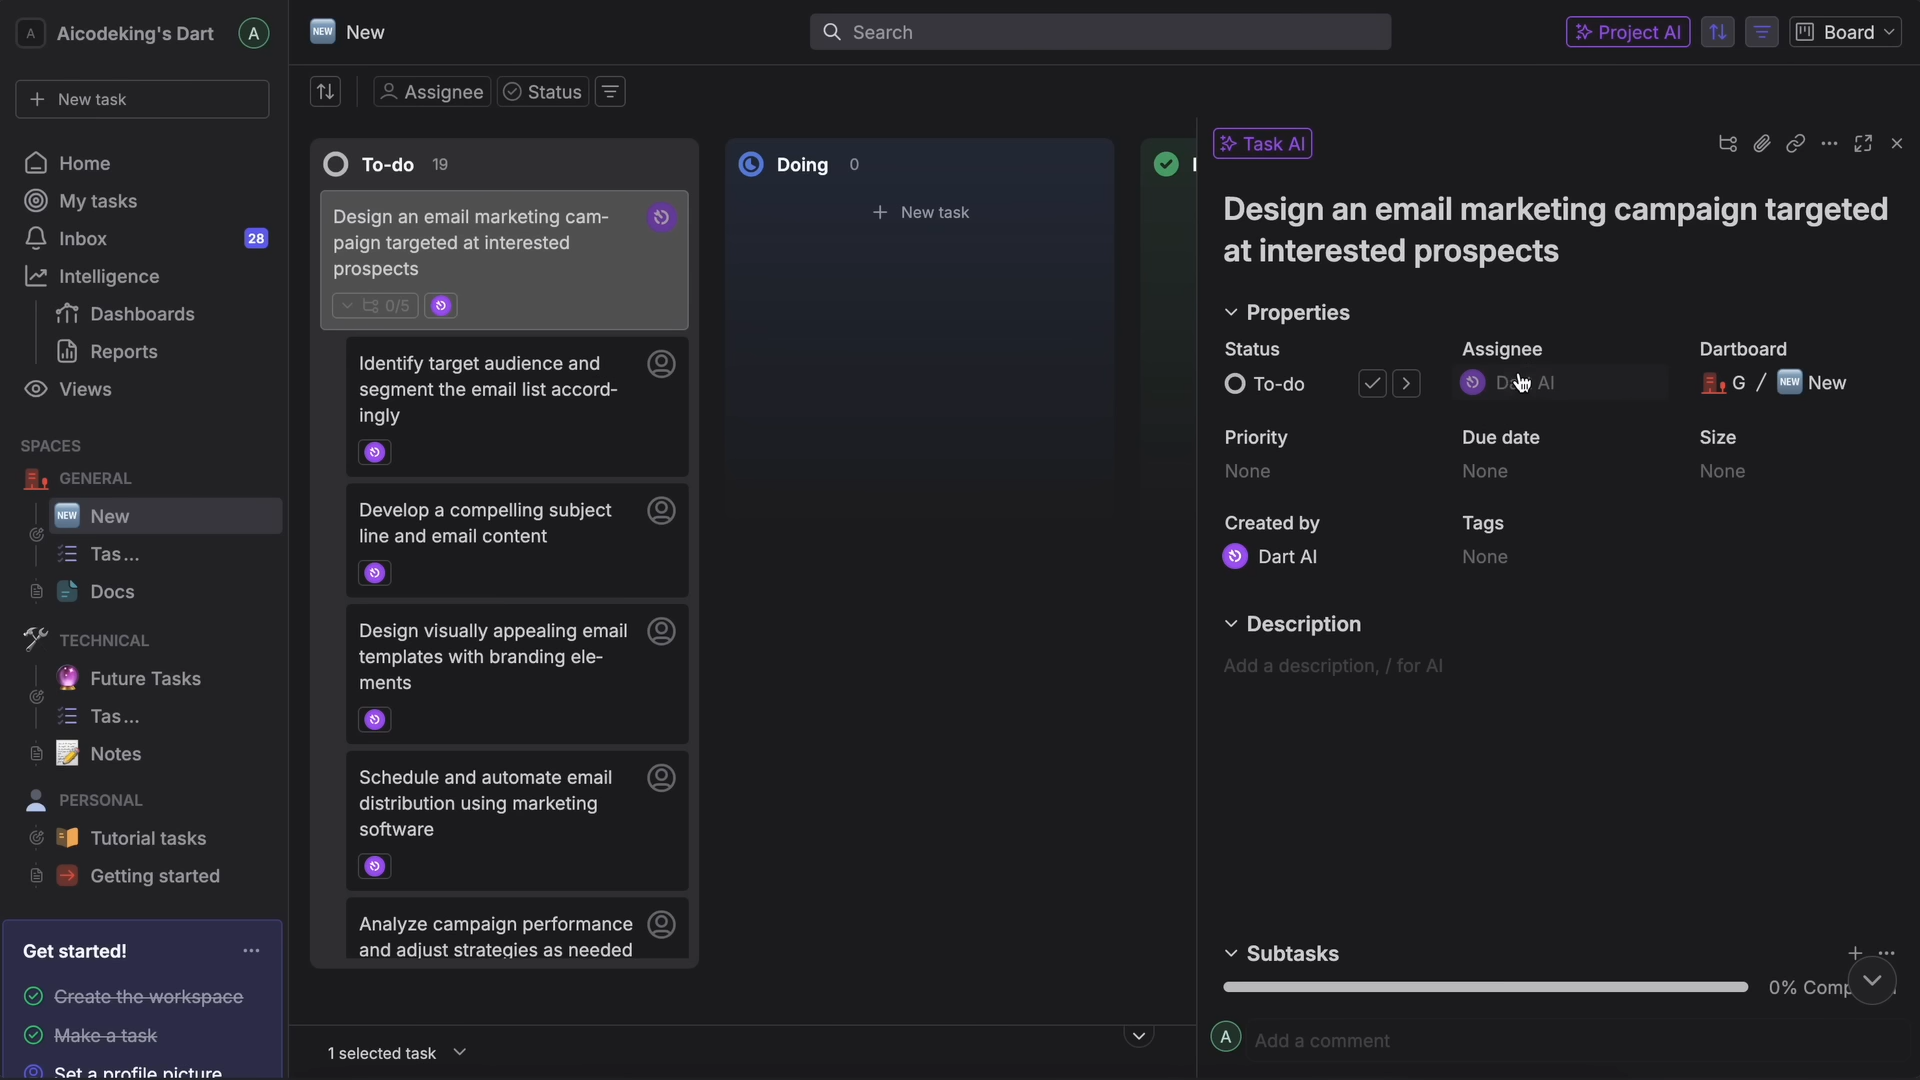 A
Aicodeking's Dart
A
New task
Home
My tasks
Inbox
28
Intelligence
Dashboards
Reports
Views
SPACES
GENERAL
NEW
New
Tas...
Docs
TECHNICAL
Future Tasks
Tas...
Notes
PERSONAL
Tutorial tasks
Getting started
Get started!
Create the workspace
Make a task
Set a profile picture
NEW
New
Search
Project AI
Board
Assignee
Status
To-do
19
Design an email marketing cam-
paign targeted at interested
prospects
0/5
Identify target audience and
segment the email list accord-
ingly
Develop a compelling subject
line and email content
Design visually appealing email
templates with branding ele-
ments
Schedule and automate email
distribution using marketing
software
Analyze campaign performance
and adjust strategies as needed
Doing
0
New task
1 selected task
Task AI
Design an email marketing campaign targeted
at interested prospects
Properties
Status
To-do
Assignee
AI
Dartboard
G / NEW New
Priority
None
Due date
None
Size
None
Created by
Dart AI
Tags
None
Description
Add a description, / for AI
Subtasks
0%
A
Add a comment